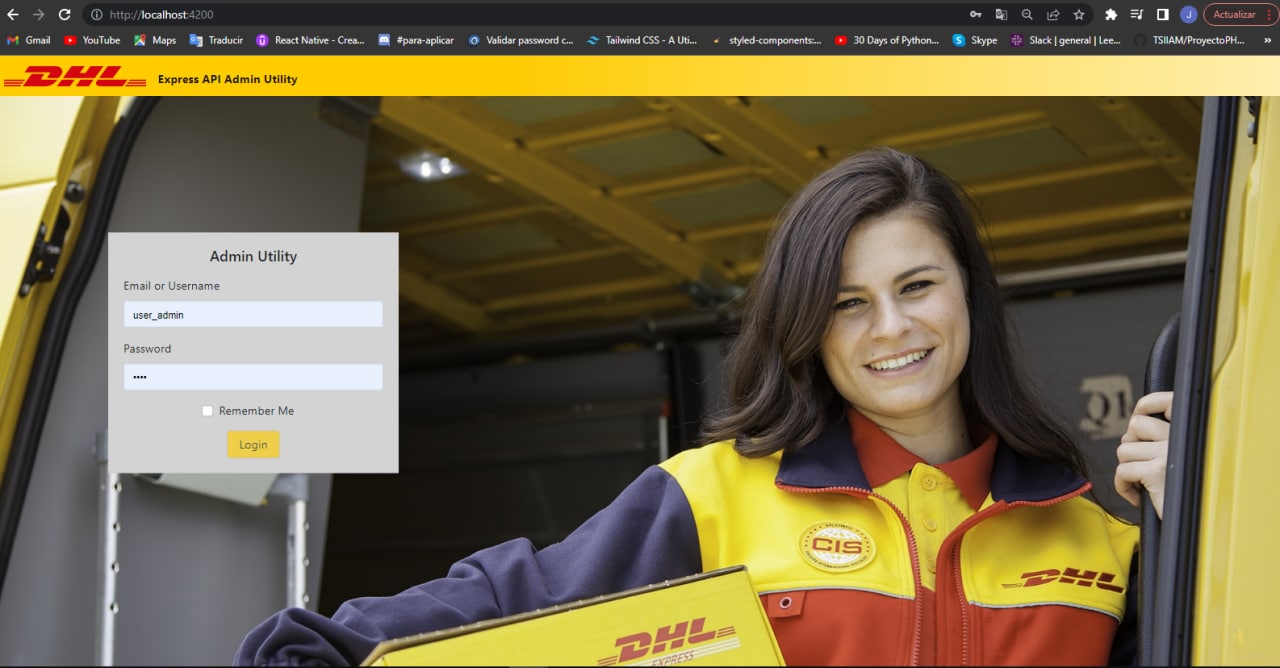 http://localhost:4200
J
Actualizar
Gmail YouTube Maps Traducir React Native - Crea... #para-aplicar Validar password c... Tailwind CSS - A Uti... styled-components:... 30 Days of Python... Skype Slack | general | Lee... TSIIAM/ProyectoPH... »
DHL Express API Admin Utility
Admin Utility
Email or Username
user_admin
Password
••••
Remember Me
Login
CIS
DHL
DHL
EXPRESS